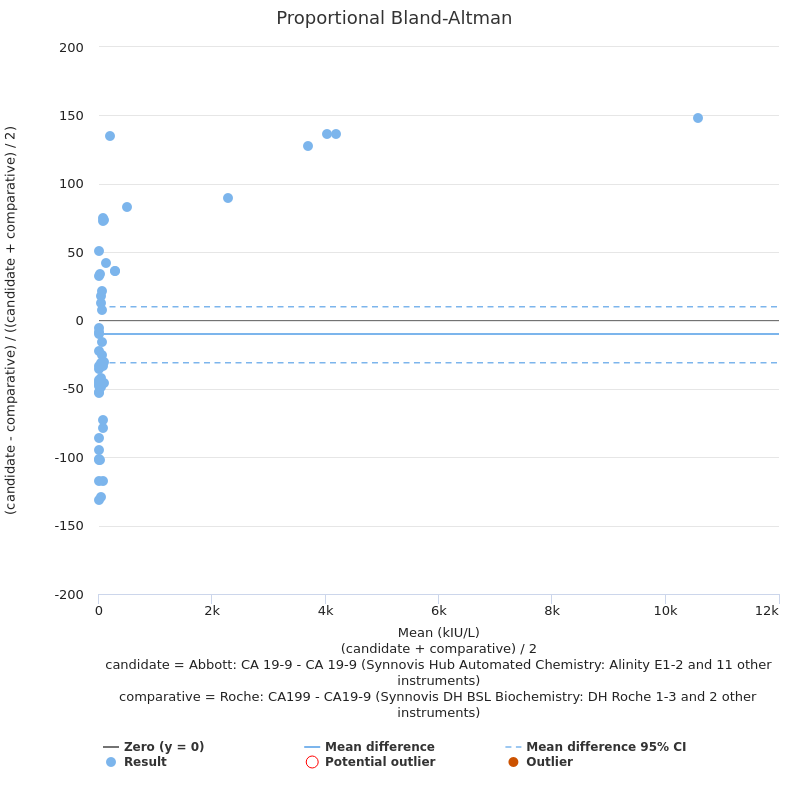 Proportional Bland-Altman
(candidate - comparative) / ((candidate + comparative) / 2)
200
150
100
50
0
-50
-100
-150
-200
0 2k 4k 6k 8k 10k 12k
Mean (kIU/L)
(candidate + comparative) / 2
candidate = Abbott: CA 19-9 - CA 19-9 (Synnovis Hub Automated Chemistry: Alinity E1-2 and 11 other
instruments)
comparative = Roche: CA199 - CA19-9 (Synnovis DH BSL Biochemistry: DH Roche 1-3 and 2 other
instruments)
Zero (y = 0) Mean difference Mean difference 95% CI
Result Potential outlier Outlier